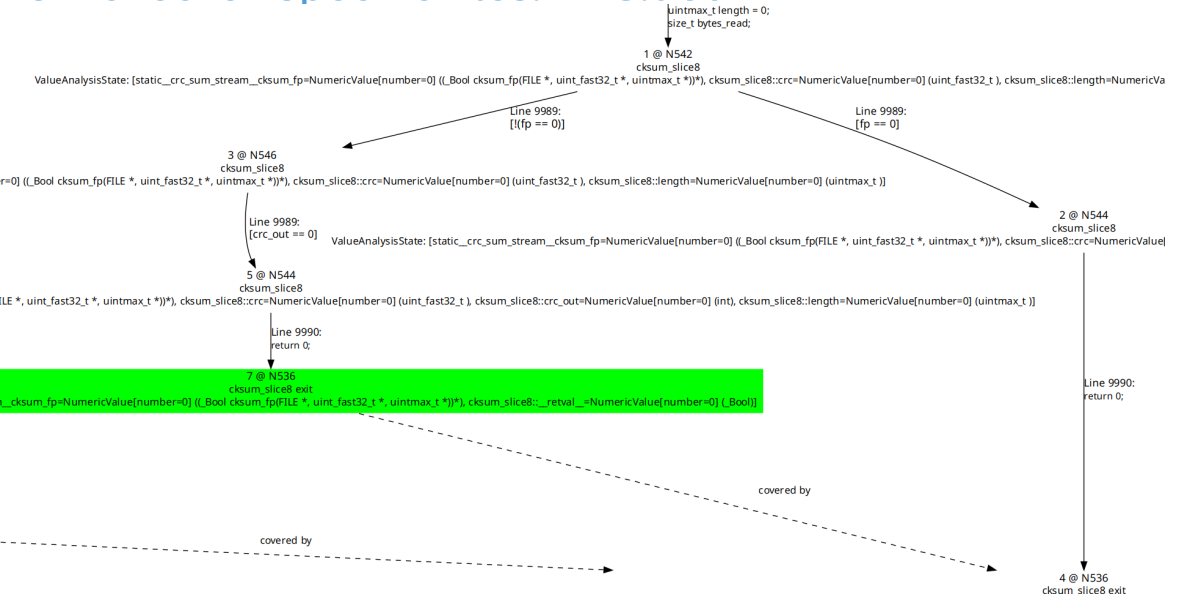 uintmax_t length = 0;
size_t bytes_read;
1 @ N542
cksum_slice8
ValueAnalysisState: [static__crc_sum_stream__cksum_fp=NumericValue[number=0] ((_Bool cksum_fp(FILE *, uint_fast32_t *, uintmax_t *))*), cksum_slice8::crc=NumericValue[number=0] (uint_fast32_t ), cksum_slice8::length=NumericVa
Line 9989:
[!(fp == 0)]
Line 9989:
[fp == 0]
3 @ N546
cksum_slice8
r=0] ((_Bool cksum_fp(FILE *, uint_fast32_t *, uintmax_t *))*), cksum_slice8::crc=NumericValue[number=0] (uint_fast32_t ), cksum_slice8::length=NumericValue[number=0] (uintmax_t )]
2 @ N544
cksum_slice8
ValueAnalysisState: [static__crc_sum_stream__cksum_fp=NumericValue[number=0] ((_Bool cksum_fp(FILE *, uint_fast32_t *, uintmax_t *))*), cksum_slice8::crc=NumericValue[
Line 9989:
[crc_out == 0]
5 @ N544
cksum_slice8
ILE *, uint_fast32_t *, uintmax_t *))*), cksum_slice8::crc=NumericValue[number=0] (uint_fast32_t ), cksum_slice8::crc_out=NumericValue[number=0] (int), cksum_slice8::length=NumericValue[number=0] (uintmax_t )]
Line 9990:
return 0;
7 @ N536
cksum_slice8 exit
__cksum_fp=NumericValue[number=0] ((_Bool cksum_fp(FILE *, uint_fast32_t *, uintmax_t *))*), cksum_slice8::__retval__=NumericValue[number=0] (_Bool)]
Line 9990:
return 0;
covered by
covered by
4 @ N536
cksum_slice8 exit